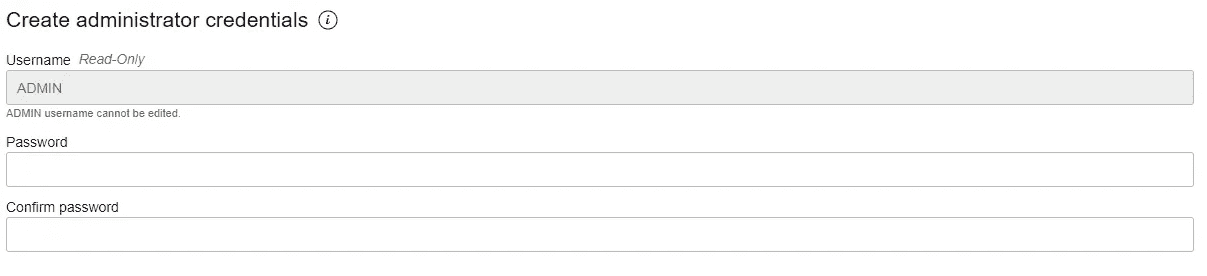 Create administrator credentials i
Username Read-Only
ADMIN
ADMIN username cannot be edited.
Password
Confirm password